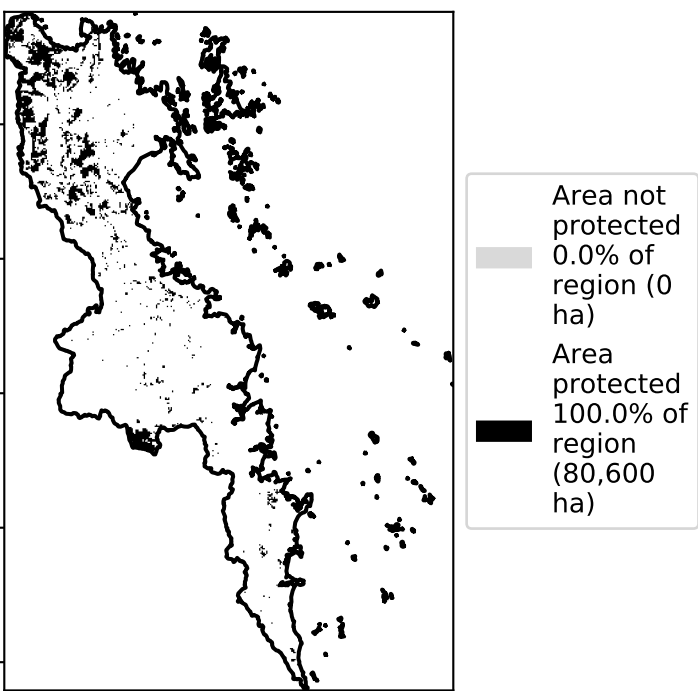 Area not
protected
0.0% of
region (0
ha)
Area
protected
100.0% of
region
(80,600
ha)